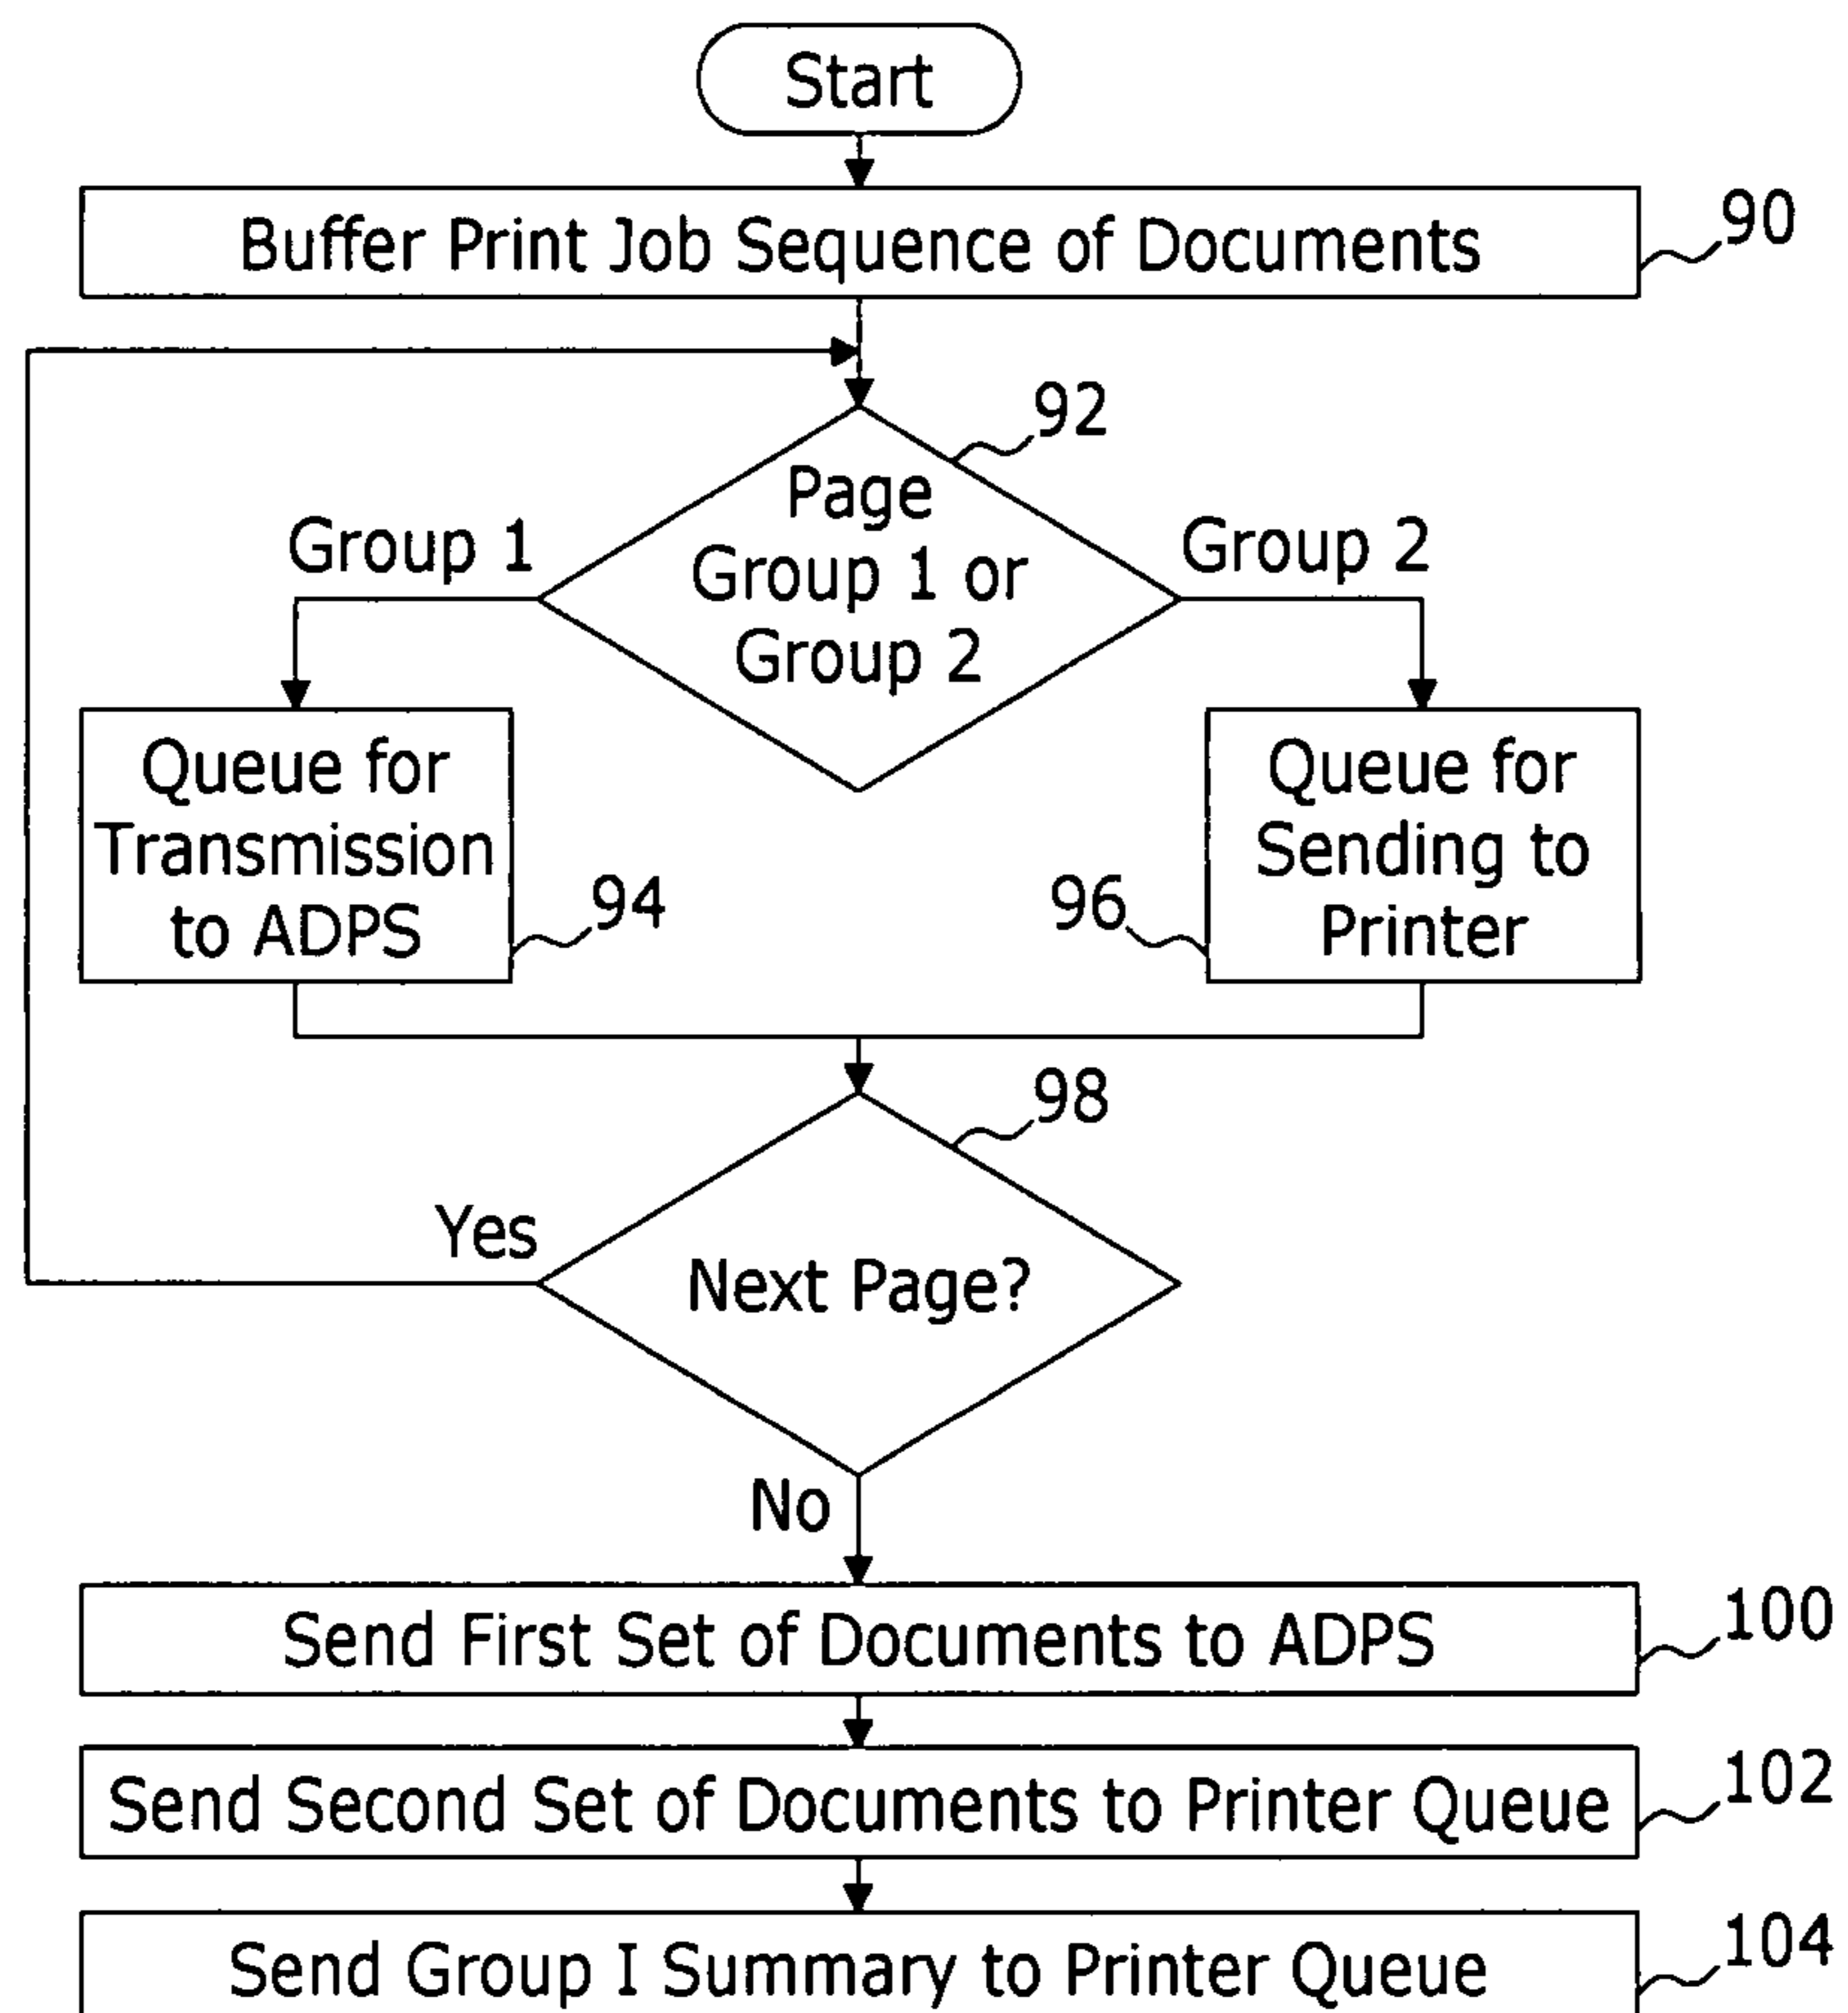 Start
Buffer Print Job Sequence of Documents
90
92
Page
Group 1 or
Group 2
Group 1
Group 2
Queue for
Transmission
to ADPS
94
Queue for
Sending to
Printer
96
98
Next Page?
Yes
No
Send First Set of Documents to ADPS
100
Send Second Set of Documents to Printer Queue
102
Send Group I Summary to Printer Queue
104